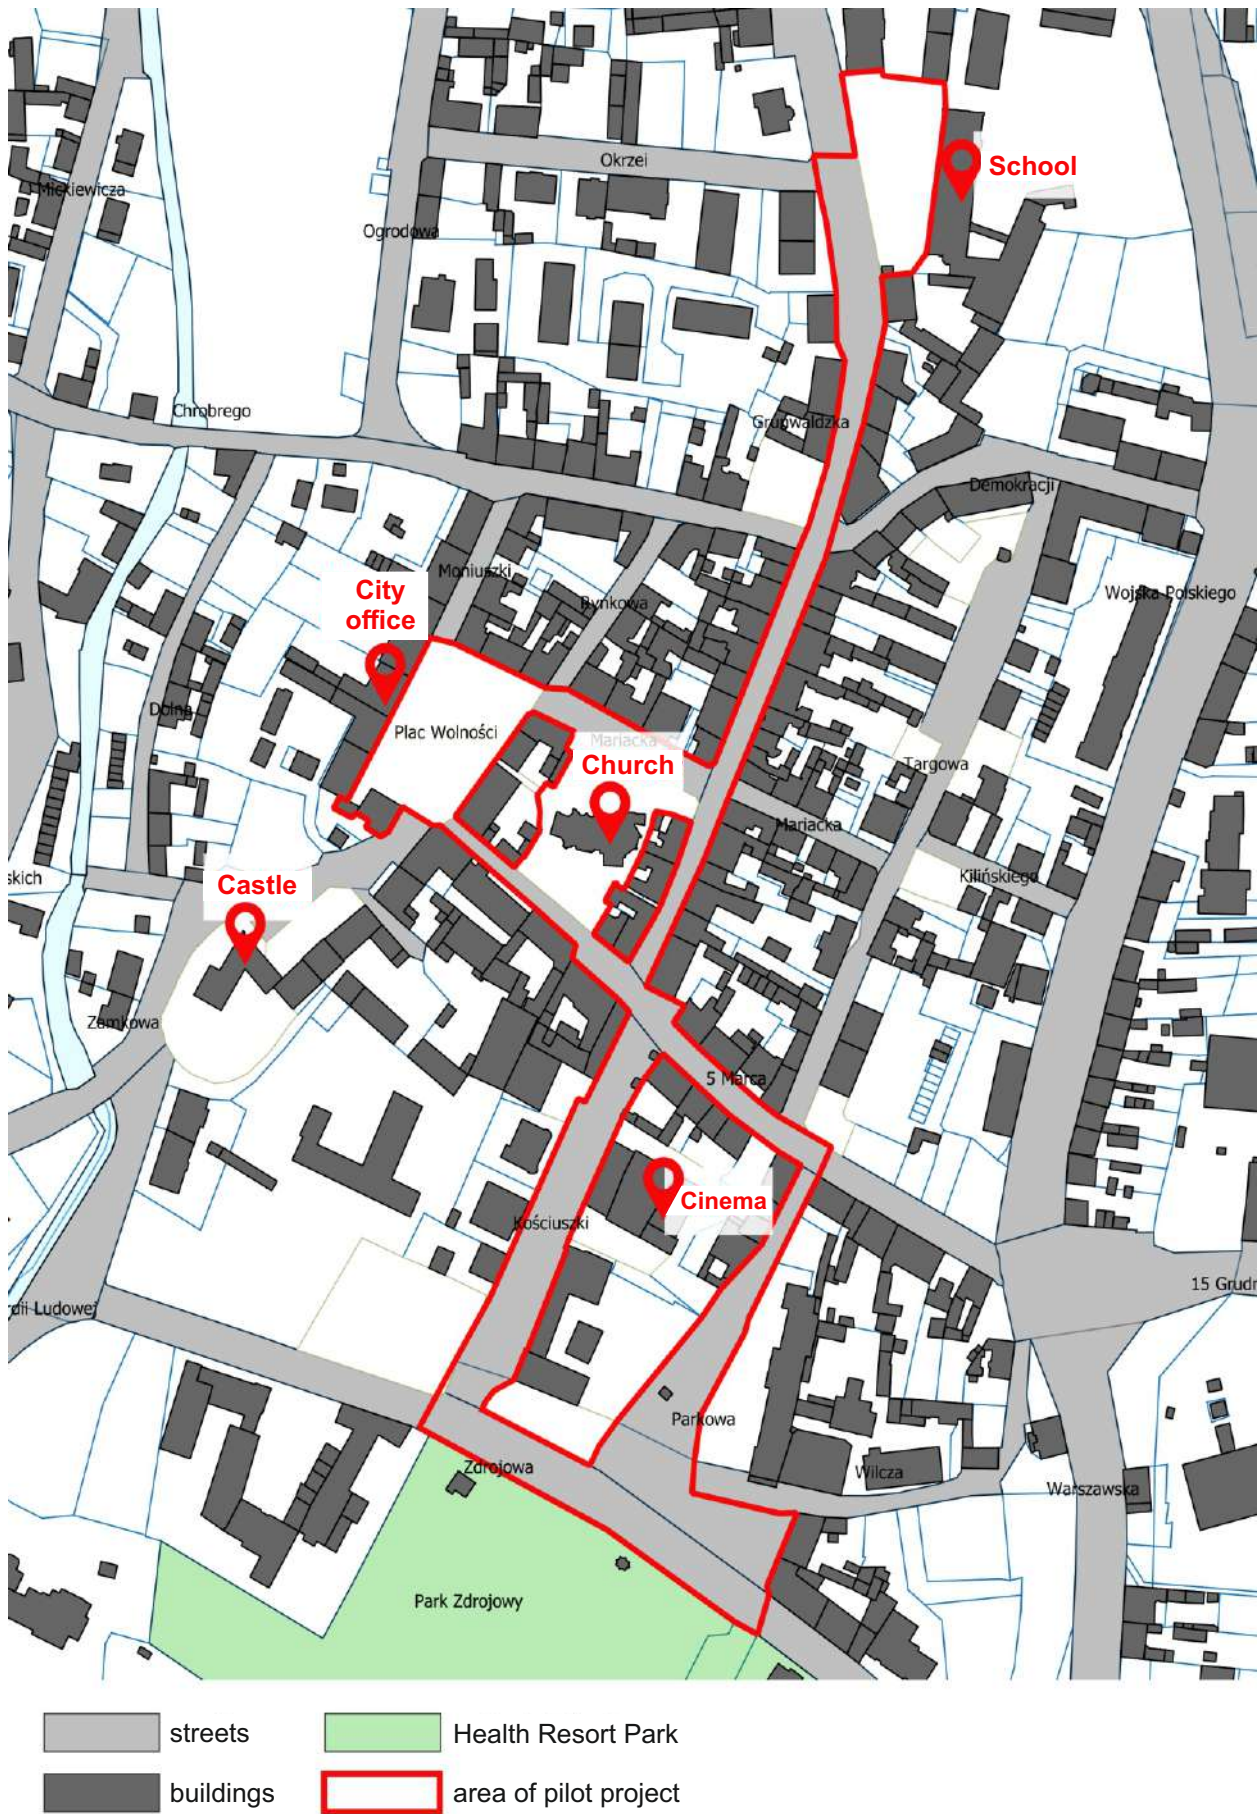 Okrzei
School
Mickiewicza
Ogrodowa
Chrobrego
Grunwaldzka
Demokracji
Moniuszki
City
office
Rynkowa
Wojska Polskiego
Dolna
Plac Wolności
Mariacka
Church
Targowa
Mariacka
Kilińskiego
skich
Castle
Zamkowa
5 Marca
Cinema
Kościuszki
15 Grudn
rdii Ludowej
Parkowa
Zdrojowa
Wilcza
Warszawska
Park Zdrojowy
streets
Health Resort Park
buildings
area of pilot project